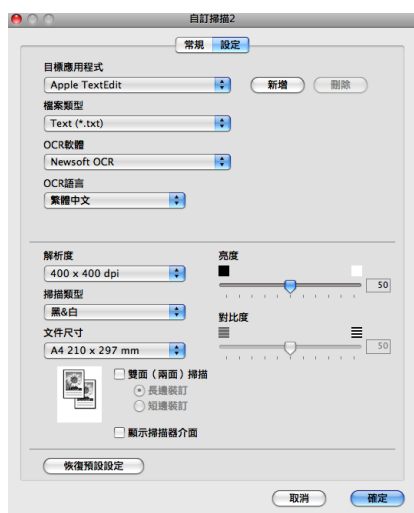 自訂掃描2
常規 設定
目標應用程式
Apple TextEdit 新增 刪除
檔案類型
Text (*.txt)
OCR軟體
Newsoft OCR
OCR語言
繁體中文
解析度 亮度
400 x 400 dpi 50
掃描類型
黑&白 對比度
文件尺寸
A4 210 x 297 mm 50
雙面（兩面）掃描
長邊裝訂
短邊裝訂
顯示掃描器介面
恢復預設設定
取消 確定